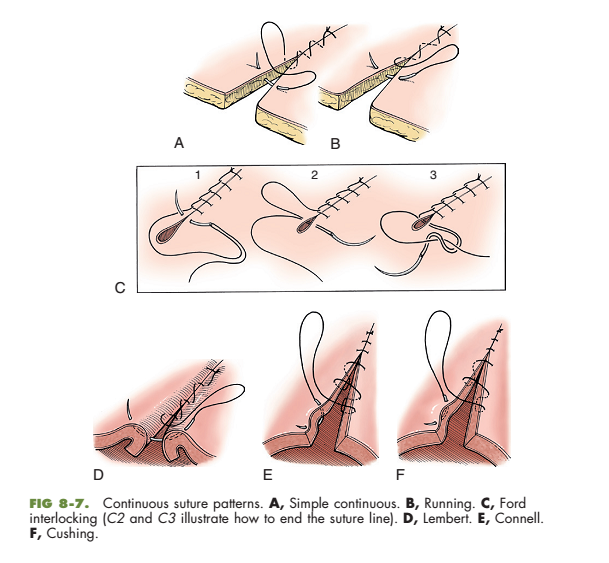 A
B
1
2
3
C
D
E
F
FIG 8-7. Continuous suture patterns. A, Simple continuous. B, Running. C, Ford
interlocking (C2 and C3 illustrate how to end the suture line). D, Lembert. E, Connell.
F, Cushing.